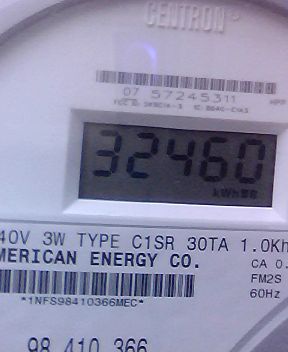 CENTRON
07 57245311
32460
kWh
40V 3W TYPE C1SR 30TA 1.0Kh
MERICAN ENERGY CO.
CA 0.
FM2S
60Hz
*1NFS98410366MEC*
98 410 366